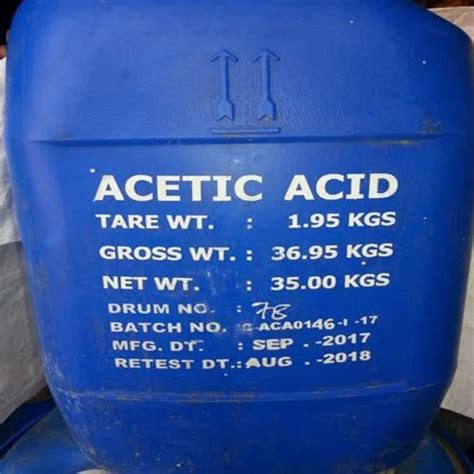 ACETIC ACID
TARE WT. : 1.95 KGS
GROSS WT. : 36.95 KGS
NET WT. : 35.00 KGS
DRUM NO. : 78
BATCH NO. -ACA0146-I-17
MFG. DT. : SEP .-2017
RETEST DT.: AUG .-2018